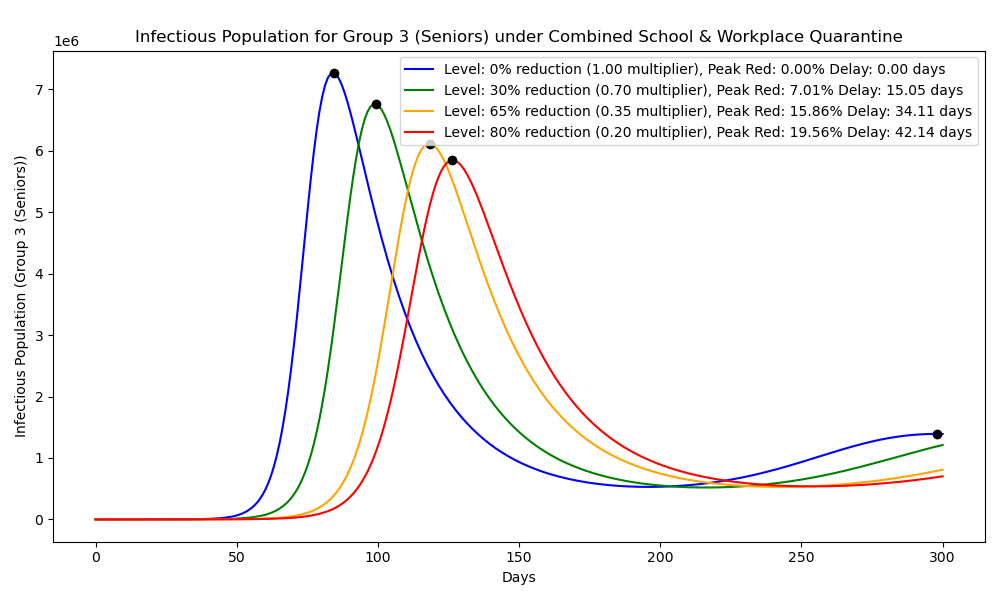 Infectious Population for Group 3 (Seniors) under Combined School & Workplace Quarantine
1e6
Level: 0% reduction (1.00 multiplier), Peak Red: 0.00% Delay: 0.00 days
Level: 30% reduction (0.70 multiplier), Peak Red: 7.01% Delay: 15.05 days
Level: 65% reduction (0.35 multiplier), Peak Red: 15.86% Delay: 34.11 days
Level: 80% reduction (0.20 multiplier), Peak Red: 19.56% Delay: 42.14 days
Infectious Population (Group 3 (Seniors))
7
6
5
4
3
2
1
0
0 50 100 150 200 250 300
Days